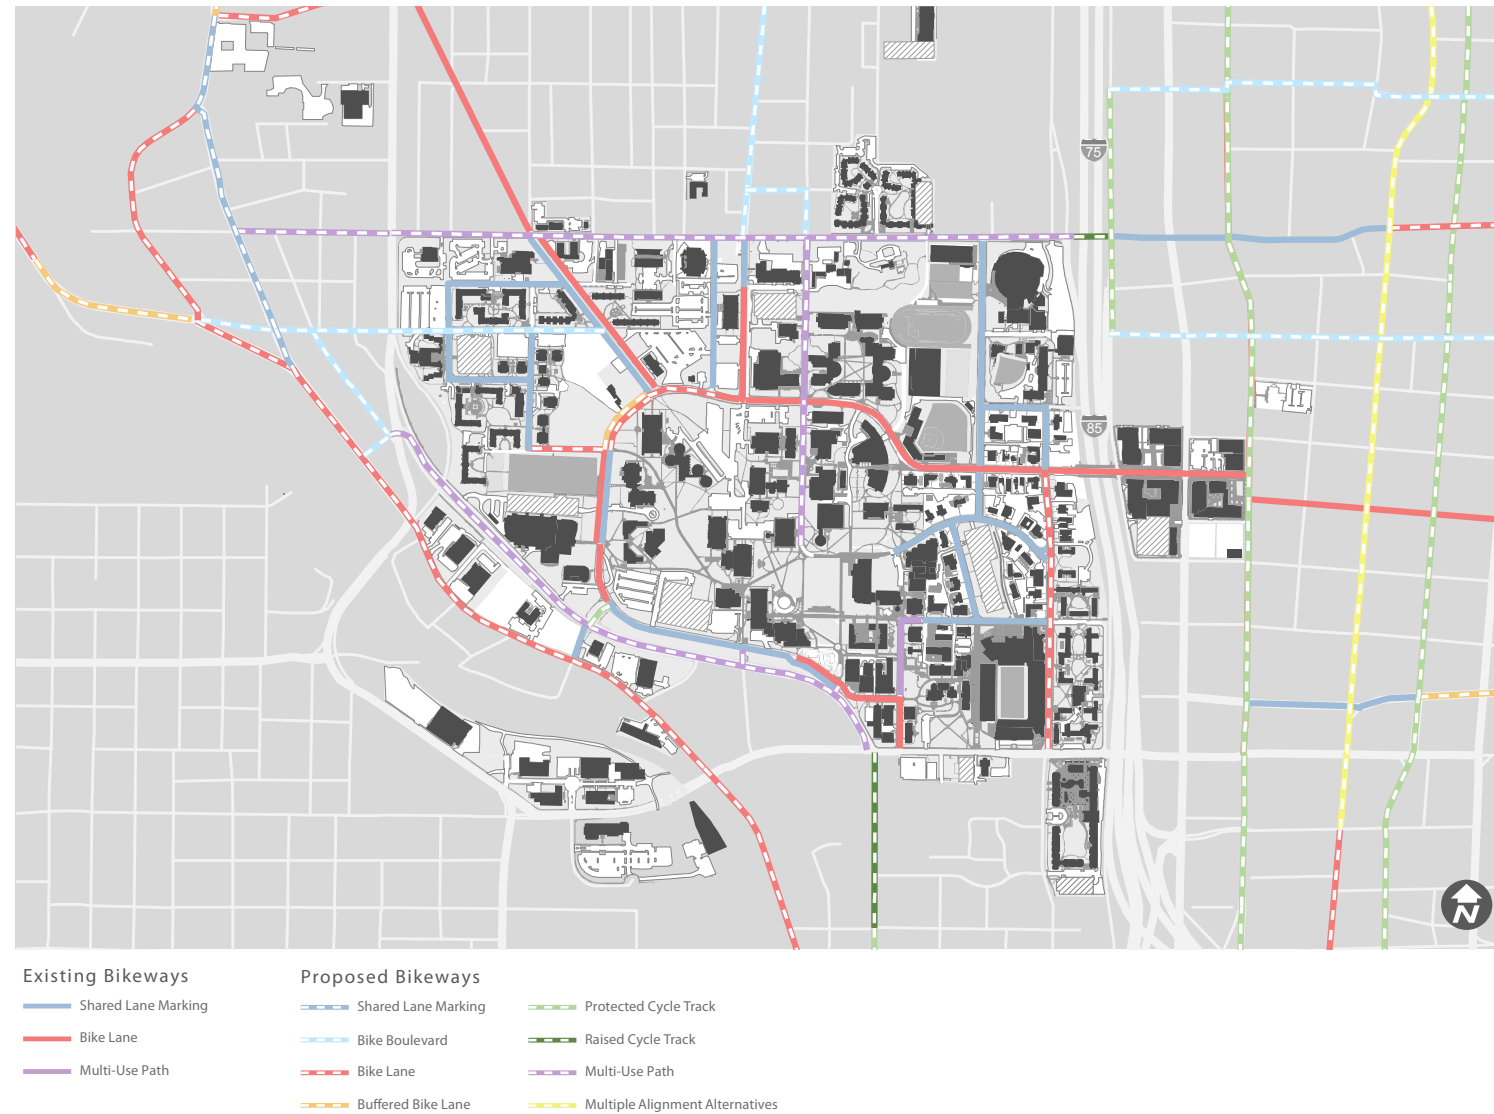 75
85
N
Existing Bikeways
Shared Lane Marking
Bike Lane
Multi-Use Path
Proposed Bikeways
Shared Lane Marking
Bike Boulevard
Bike Lane
Buffered Bike Lane
Protected Cycle Track
Raised Cycle Track
Multi-Use Path
Multiple Alignment Alternatives